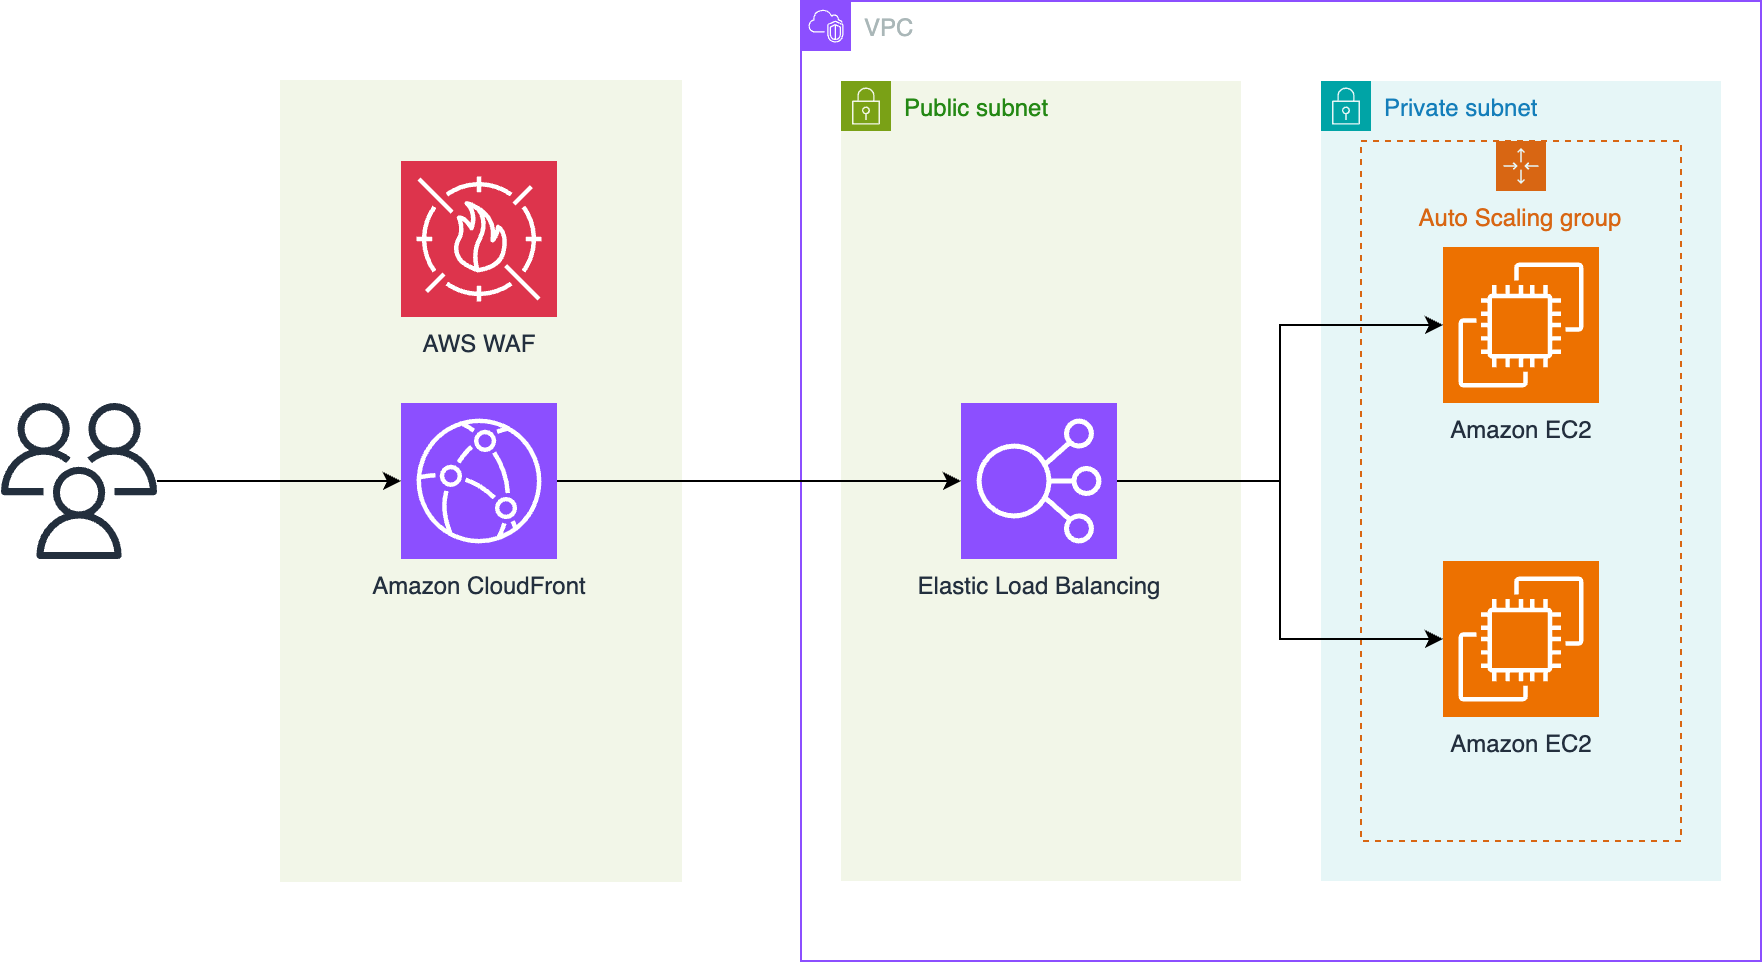 VPC
Public subnet
Private subnet
Auto Scaling group
AWS WAF
Amazon EC2
Amazon CloudFront
Elastic Load Balancing
Amazon EC2